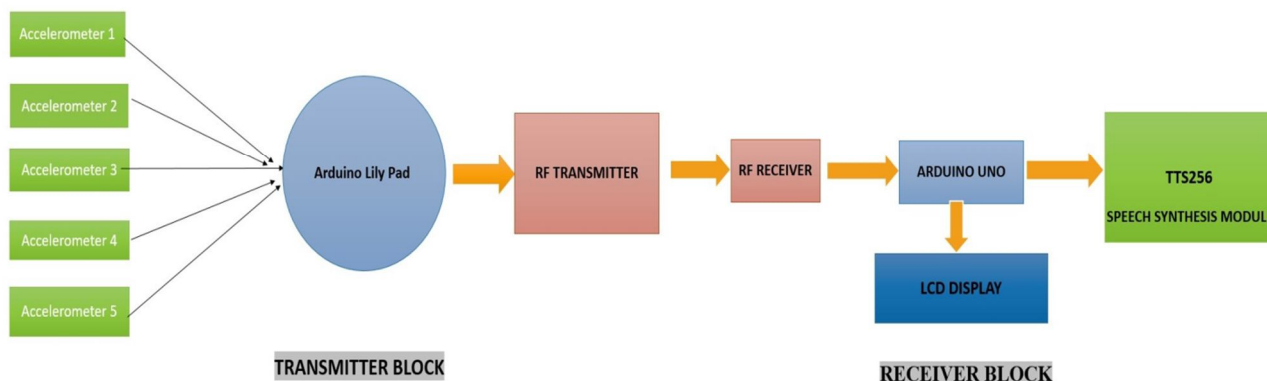 Accelerometer 1
Accelerometer 2
Accelerometer 3
Accelerometer 4
Accelerometer 5
Arduino Lily Pad
RF TRANSMITTER
RF RECEIVER
ARDUINO UNO
TTS256
SPEECH SYNTHESIS MODUL
LCD DISPLAY
TRANSMITTER BLOCK
RECEIVER BLOCK